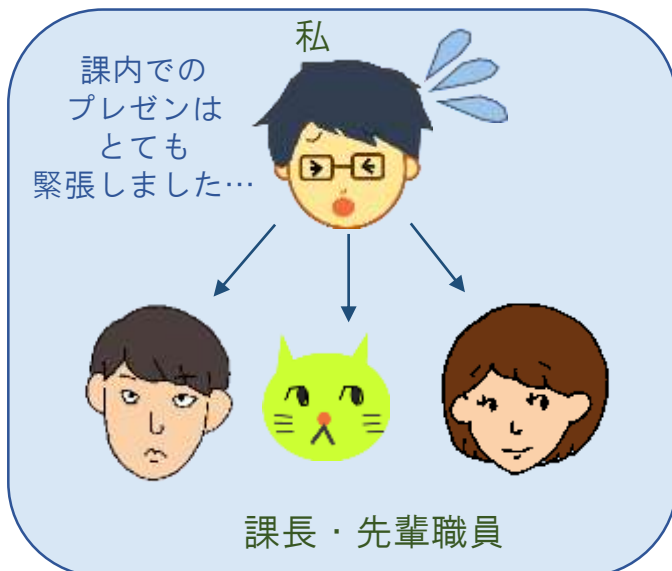 私
課内での
プレゼンは
とても
緊張しました…
課長・先輩職員